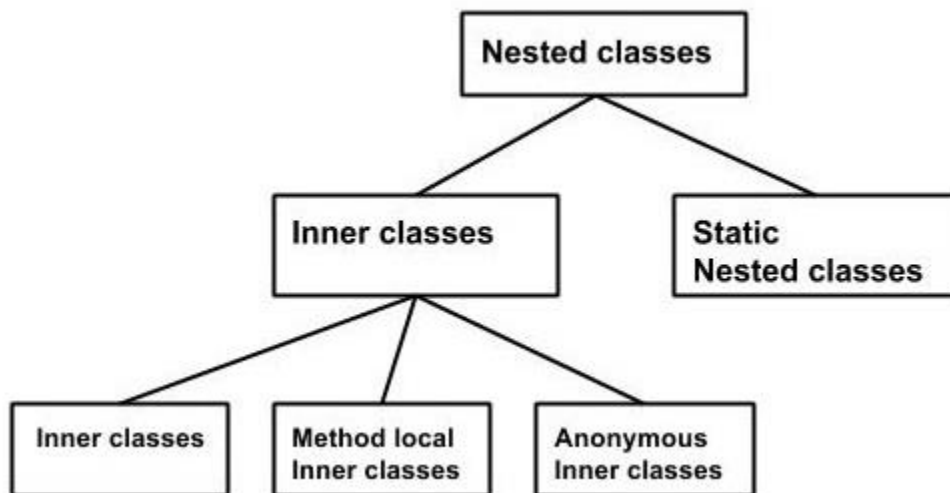 Nested classes
Inner classes
Static
Nested classes
Inner classes
Method local
Inner classes
Anonymous
Inner classes